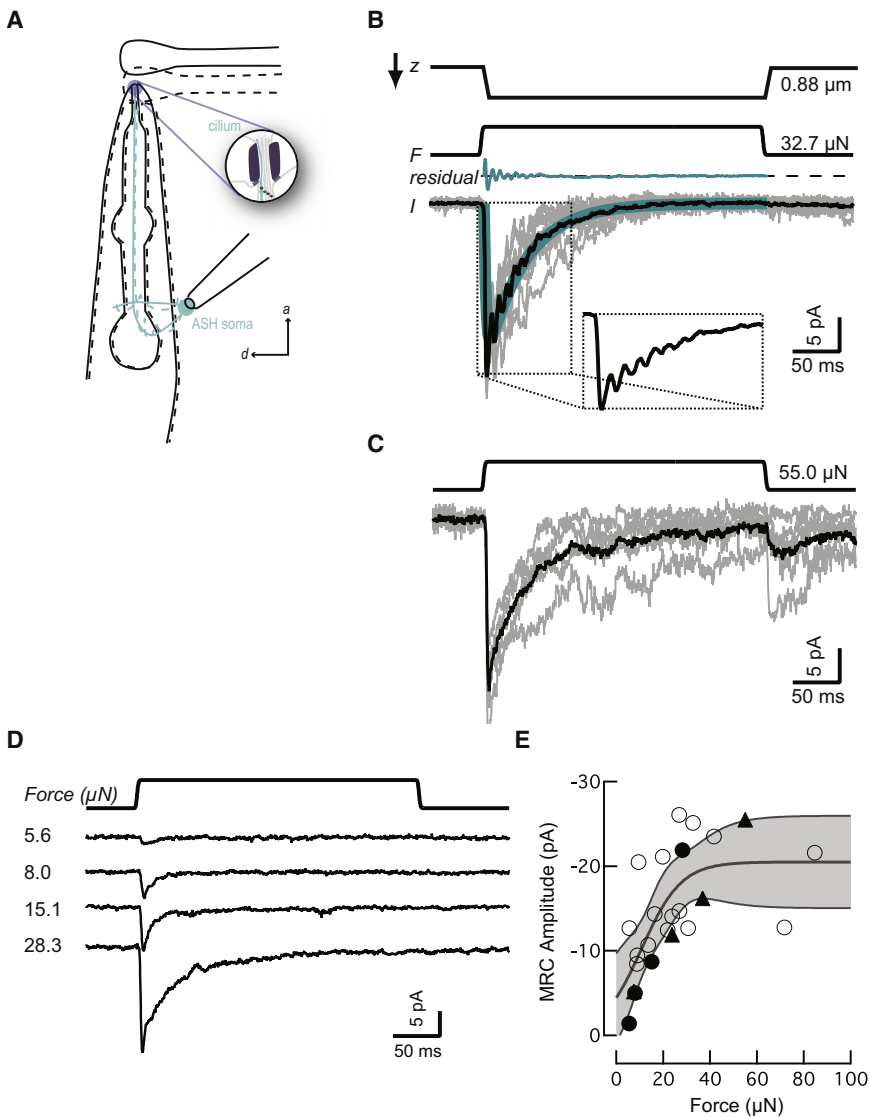 A
cilium
ASH soma
a
d
B
z
0.88 µm
F
32.7 µN
residual
I
5 pA
50 ms
C
55.0 µN
5 pA
50 ms
D
Force (µN)
5.6
8.0
15.1
28.3
5 pA
50 ms
E
MRC Amplitude (pA)
-30
-20
-10
0
0 20 40 60 80 100
Force (µN)